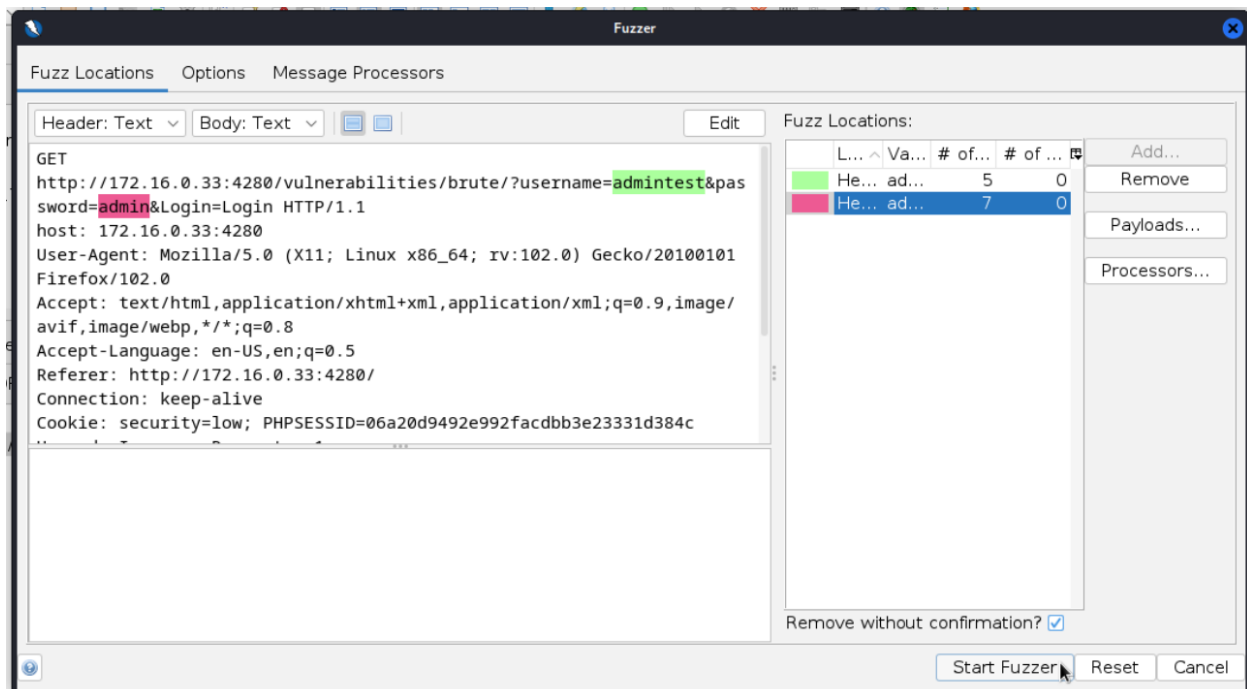 Fuzzer
Fuzz Locations Options Message Processors
Header: Text Body: Text Edit
GET
http://172.16.0.33:4280/vulnerabilities/brute/?username=admintest&pas
sword=admin&Login=Login HTTP/1.1
host: 172.16.0.33:4280
User-Agent: Mozilla/5.0 (X11; Linux x86_64; rv:102.0) Gecko/20100101
Firefox/102.0
Accept: text/html,application/xhtml+xml,application/xml;q=0.9,image/
avif,image/webp,*/*;q=0.8
Accept-Language: en-US,en;q=0.5
Referer: http://172.16.0.33:4280/
Connection: keep-alive
Cookie: security=low; PHPSESSID=06a20d9492e992facdbb3e23331d384c
Fuzz Locations:
L... Va... # of... # of ...
He... ad... 5 0
He... ad... 7 0
Add...
Remove
Payloads...
Processors...
Remove without confirmation?
Start Fuzzer Reset Cancel